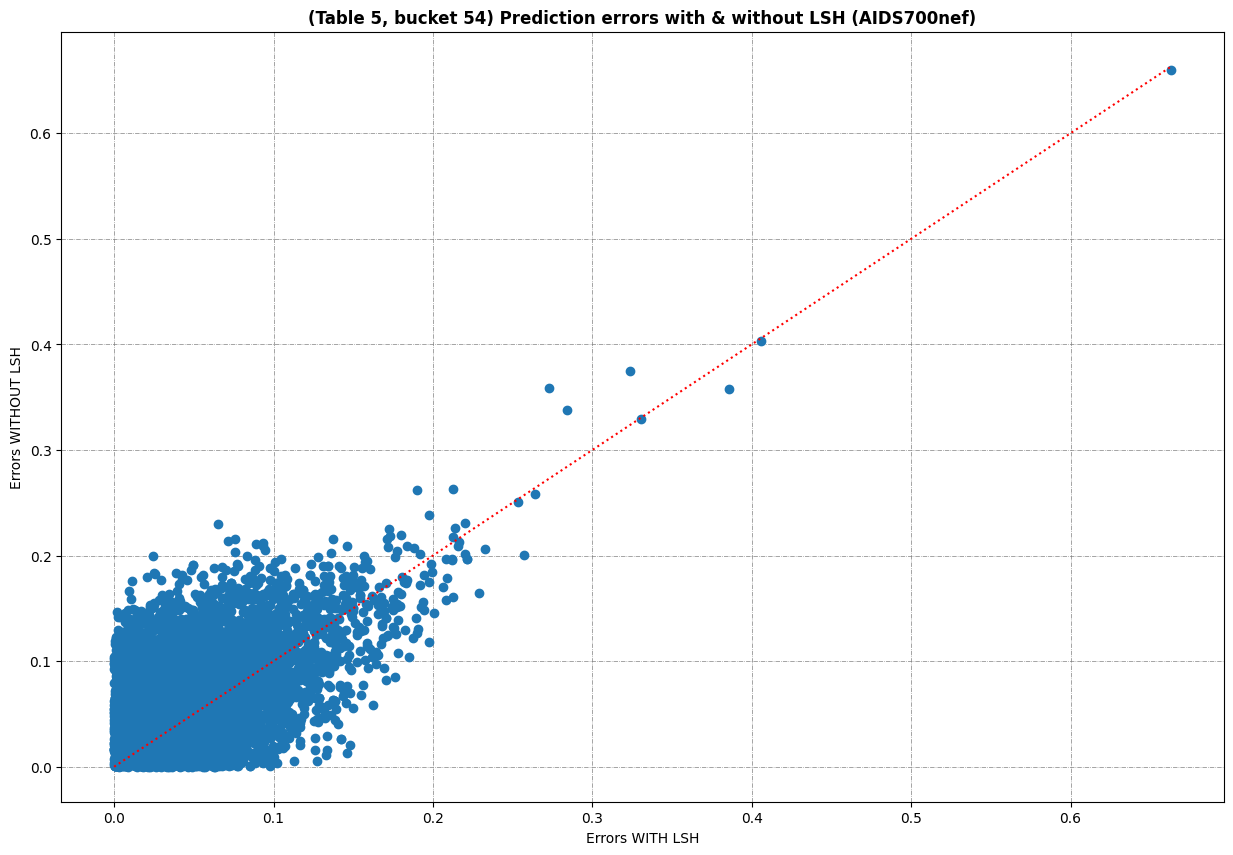 (Table 5, bucket 54) Prediction errors with & without LSH (AIDS700nef)
Errors WITHOUT LSH
0.6
0.5
0.4
0.3
0.2
0.1
0.0
0.0 0.1 0.2 0.3 0.4 0.5 0.6
Errors WITH LSH